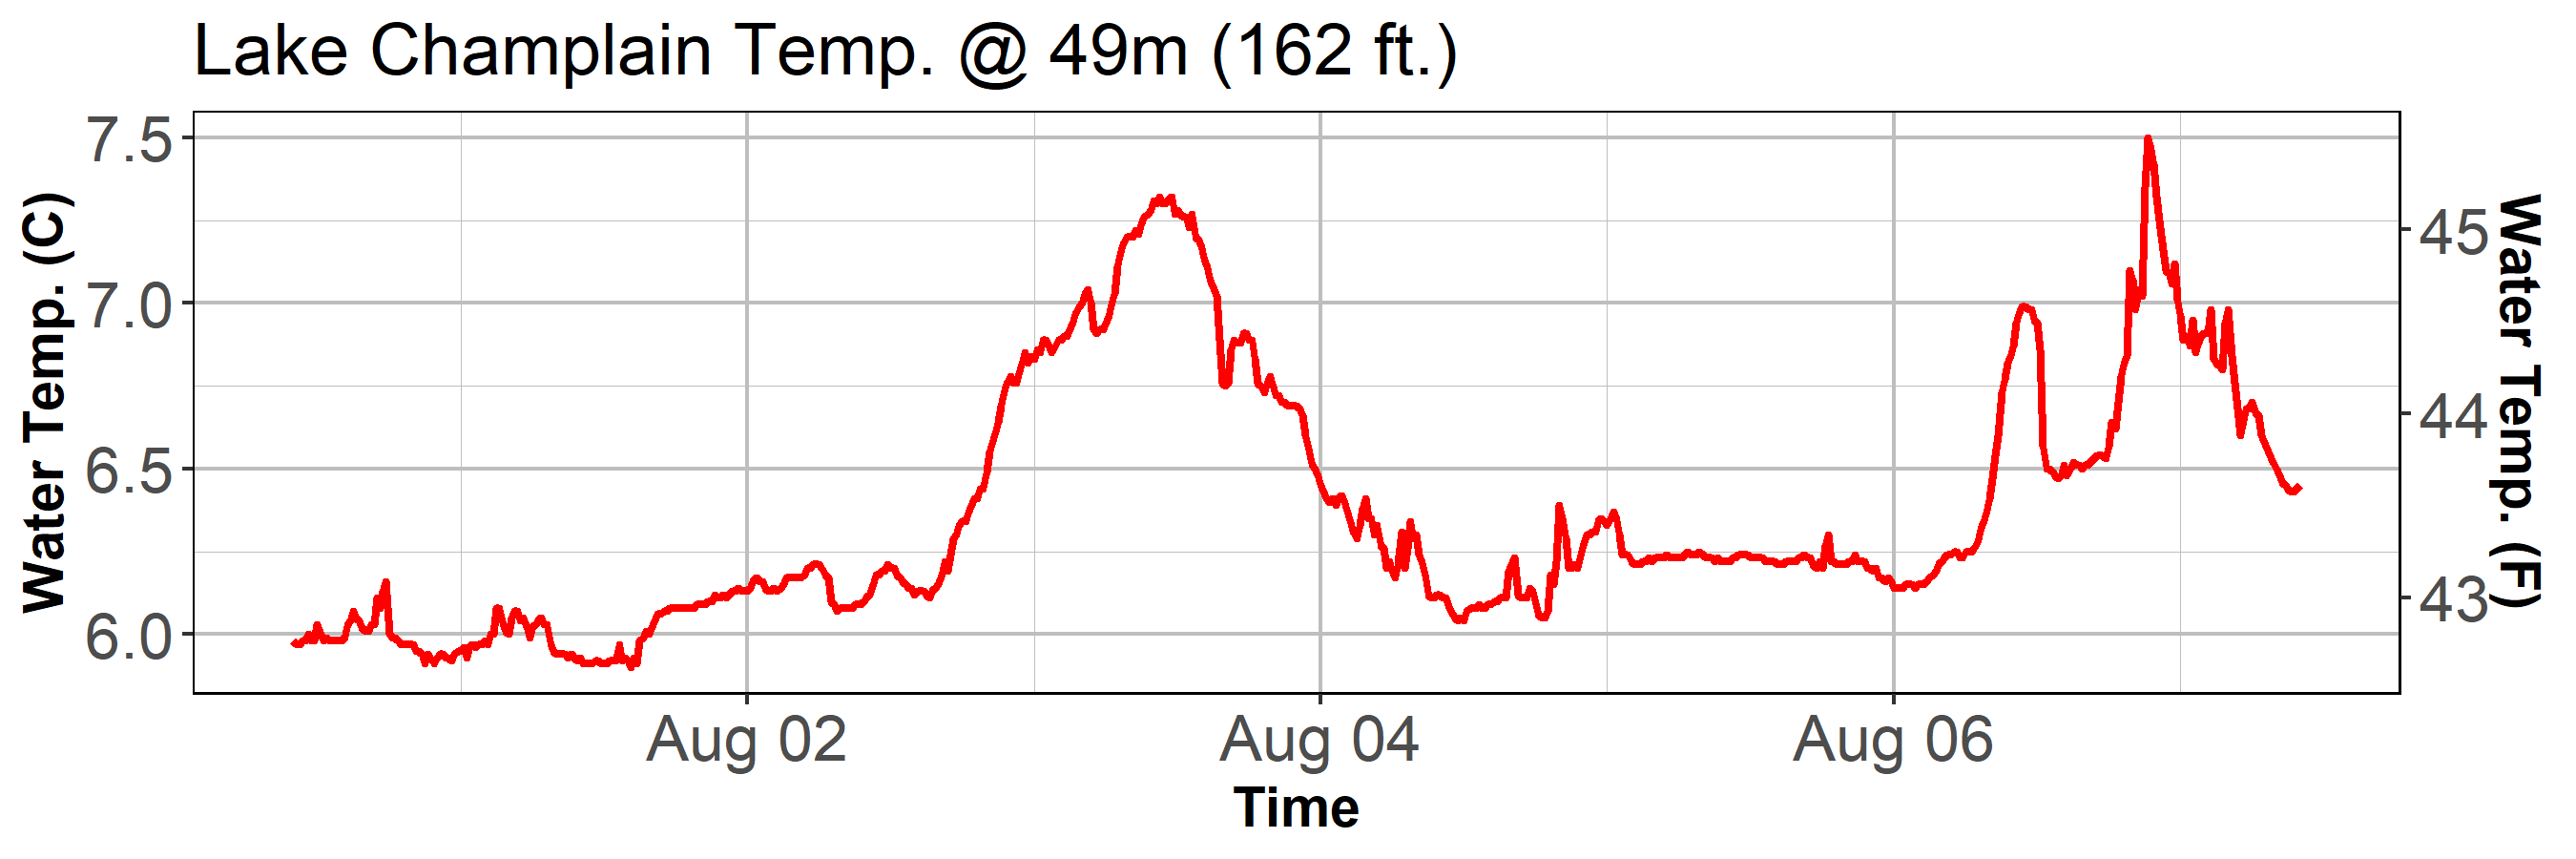 Lake Champlain Temp. @ 49m (162 ft.)
Water Temp. (C)
7.5
7.0
6.5
6.0
45
44
43
Water Temp. (F)
Aug 02 Aug 04 Aug 06
Time